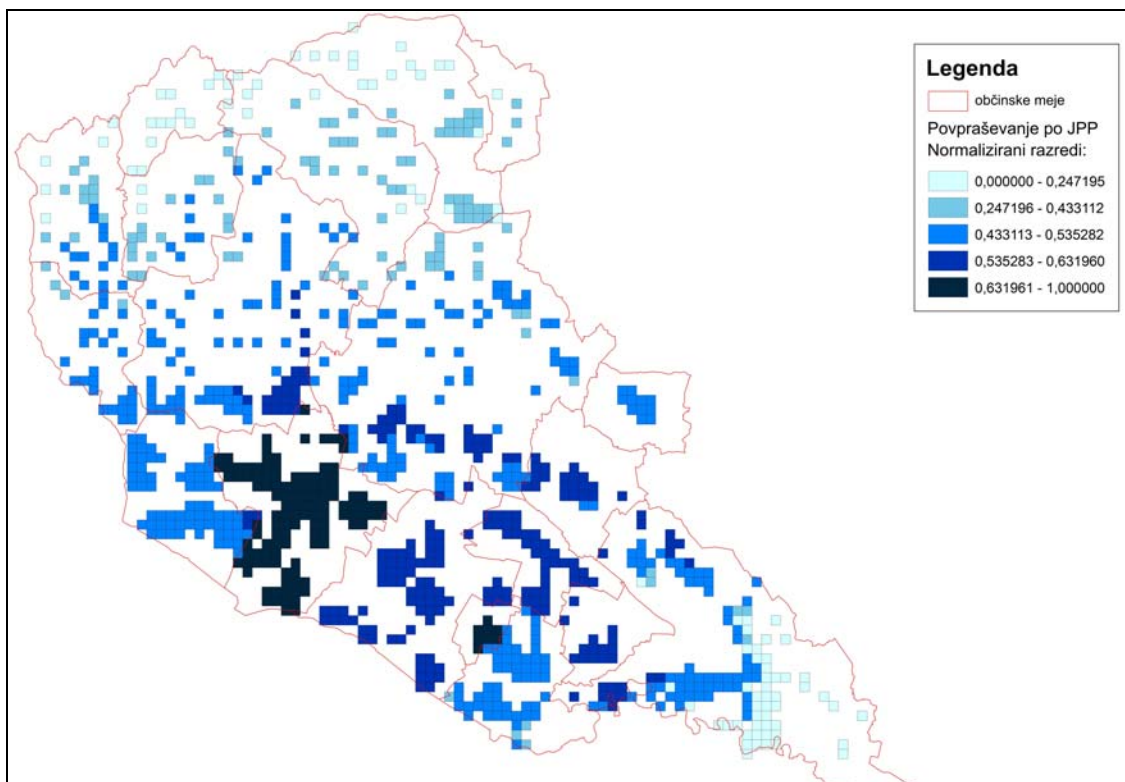 Legenda
občinske meje
Povpraševanje po JPP
Normalizirani razredi:
0,000000 - 0,247195
0,247196 - 0,433112
0,433113 - 0,535282
0,535283 - 0,631960
0,631961 - 1,000000